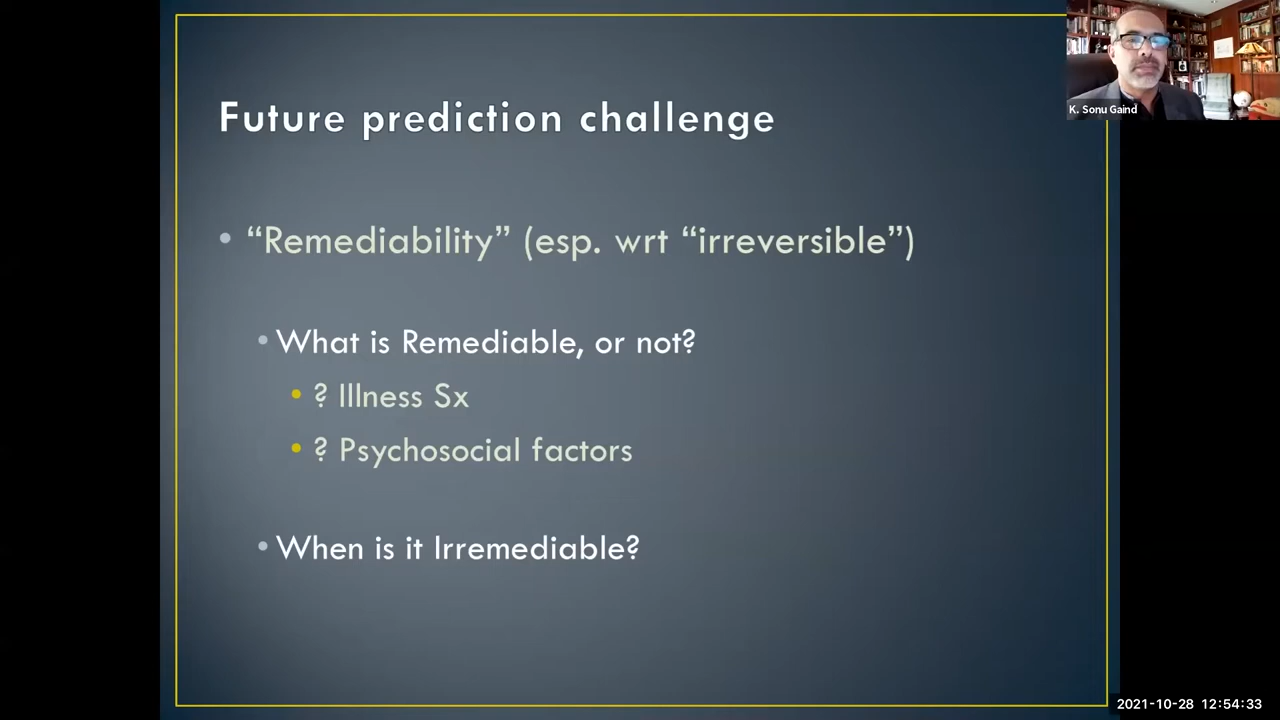 Future prediction challenge
• “Remediability” (esp. wrt “irreversible”)
• What is Remediable, or not?
• ? Illness Sx
• ? Psychosocial factors
• When is it Irremediable?
K. Sonu Gaind
2021-10-28 12:54:33